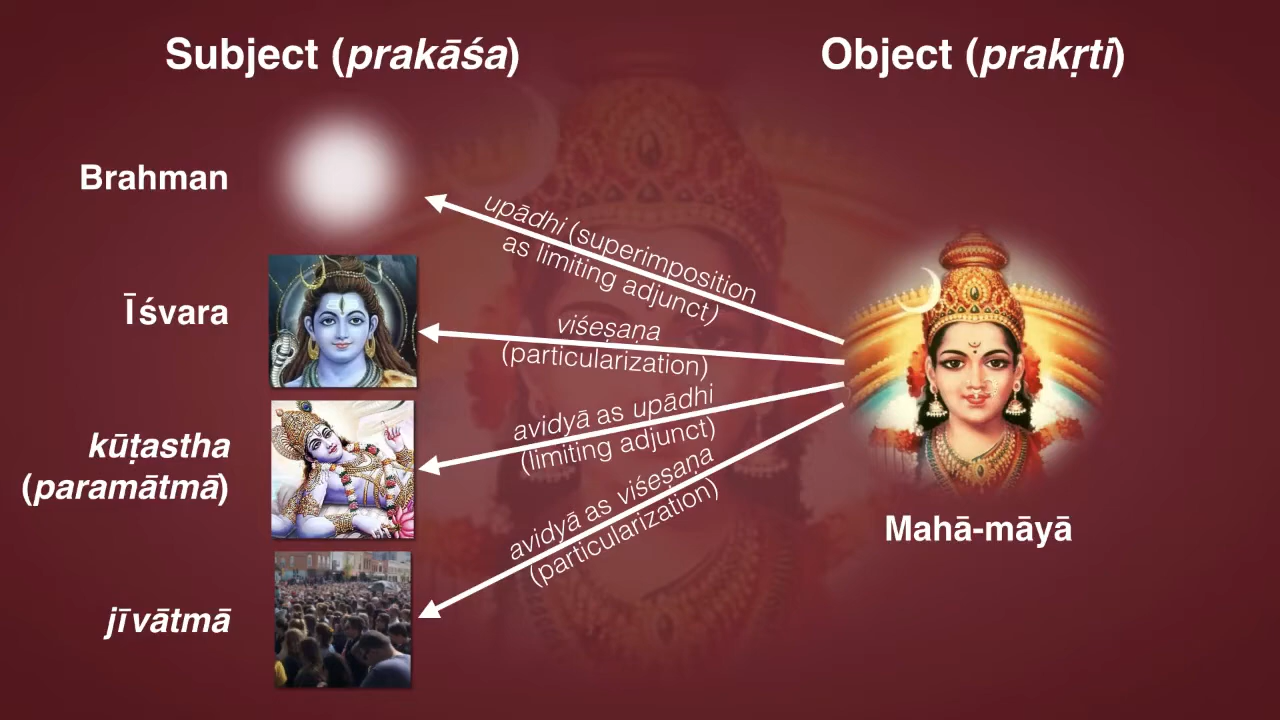 Subject (prakāśa)
Object (prakṛti)
Brahman
upādhi (superimposition
as limiting adjunct)
Īśvara
viśeṣaṇa
(particularization)
kūṭastha
(paramātmā)
avidyā as upādhi
(limiting adjunct)
avidyā as viśeṣaṇa
(particularization)
Mahā-māyā
jīvātmā